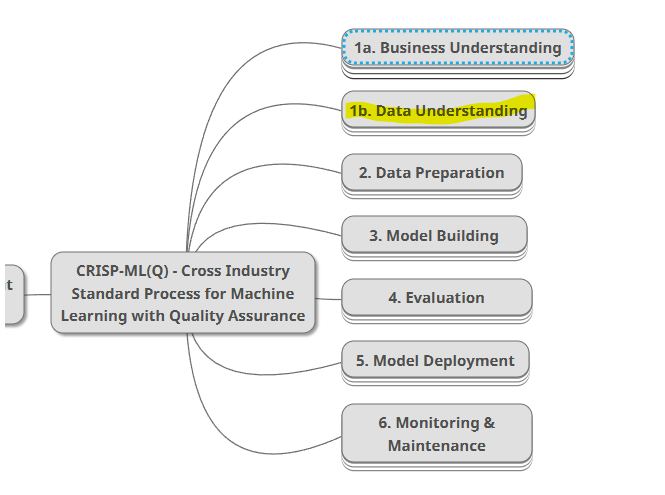 1a. Business Understanding
1b. Data Understanding
2. Data Preparation
3. Model Building
t
CRISP-ML(Q) - Cross Industry
Standard Process for Machine
Learning with Quality Assurance
4. Evaluation
5. Model Deployment
6. Monitoring &
Maintenance